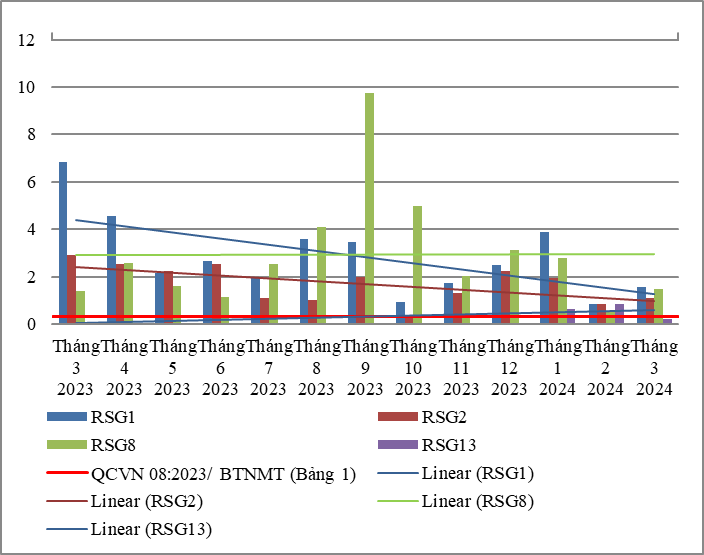 12
10
8
6
4
2
0
Tháng Tháng Tháng Tháng Tháng Tháng Tháng Tháng Tháng Tháng Tháng Tháng Tháng
3 4 5 6 7 8 9 10 11 12 1 2 3
2023 2023 2023 2023 2023 2023 2023 2023 2023 2023 2024 2024 2024
RSG1 RSG2
RSG8 RSG13
QCVN 08:2023/ BTNMT (Bảng 1) Linear (RSG1)
Linear (RSG2) Linear (RSG8)
Linear (RSG13)